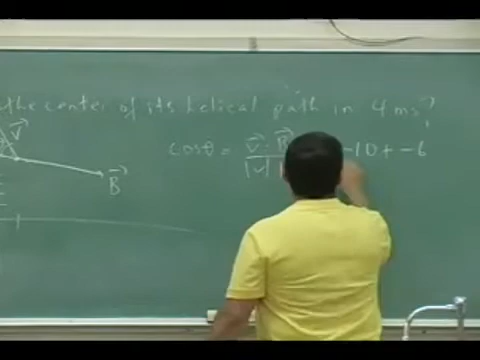 the center of its helical path in 4 ms?
V⃗
cosθ = V⃗ · B⃗ -10 + -6
|V| |
B⃗